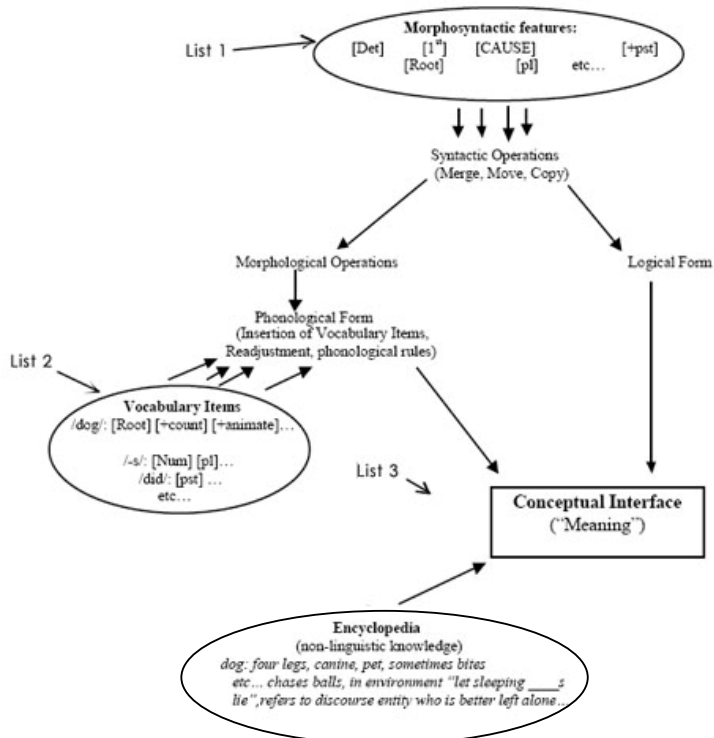 Morphosyntactic features:
List 1
[Det] [1st] [CAUSE] [+pst]
[Root] [pl] etc…
Syntactic Operations
(Merge, Move, Copy)
Morphological Operations
Logical Form
Phonological Form
(Insertion of Vocabulary Items,
Readjustment, phonological rules)
List 2
Vocabulary Items
/dog/: [Root] [+count] [+animate]…
/-s/: [Num] [pl]…
/did/: [pst] …
etc…
List 3
Conceptual Interface
(“Meaning”)
Encyclopedia
(non-linguistic knowledge)
dog: four legs, canine, pet, sometimes bites
etc… chases balls, in environment “let sleeping ____s
lie”,refers to discourse entity who is better left alone…